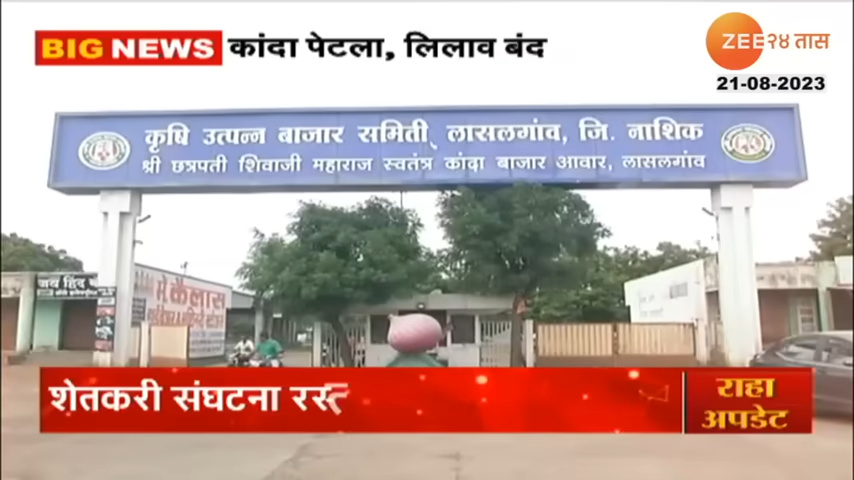 BIG NEWS कांदा पेटला, लिलाव बंद
ZEE २४ तास
21-08-2023
कृषि उत्पन्न बाजार समिती, लासलगांव, जि. नाशिक
श्री छत्रपती शिवाजी महाराज स्वतंत्र कांदा बाजार आवार, लासलगांव
जय हिंद
कैलास
शेतकरी संघटना
राहा
अपडेट